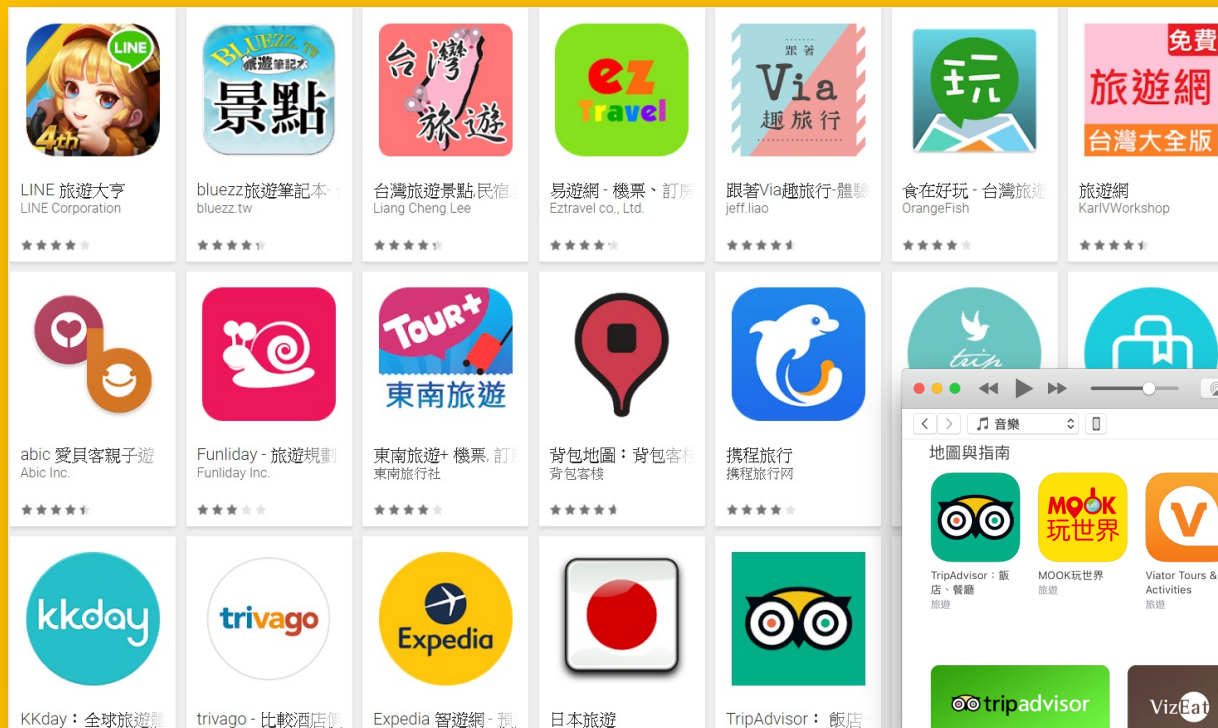 LINE
4th
LINE 旅遊大亨
LINE Corporation
BLUEZZ.TW
旅遊筆記本
景點
bluezz旅遊筆記本-
bluezz.tw
台灣
旅遊
台灣旅遊景點,民宿
Liang Cheng Lee
ez
Travel
易遊網 - 機票、訂房
Eztravel co., Ltd.
跟著
Via
趣旅行
跟著Via趣旅行-體驗
jeff.liao
玩
食在好玩 - 台灣旅遊
OrangeFish
免費
旅遊網
台灣大全版
旅遊網
KarlVWorkshop
abic 愛貝客親子遊
Abic Inc.
Funliday - 旅遊規劃
Funliday Inc.
TOUR+
東南旅遊
東南旅遊+ 機票, 訂
東南旅行社
背包地圖：背包客
背包客棧
携程旅行
携程旅行网
trip
kkday
KKday：全球旅遊
trivago
trivago - 比較酒店
Expedia
Expedia 智遊網 - 預
日本旅遊
TripAdvisor： 飯店
音樂
地圖與指南
TripAdvisor：飯
店、餐廳
旅遊
MOOK
玩世界
MOOK玩世界
旅遊
V
Viator Tours &
Activities
旅遊
tripadvisor
VizEat